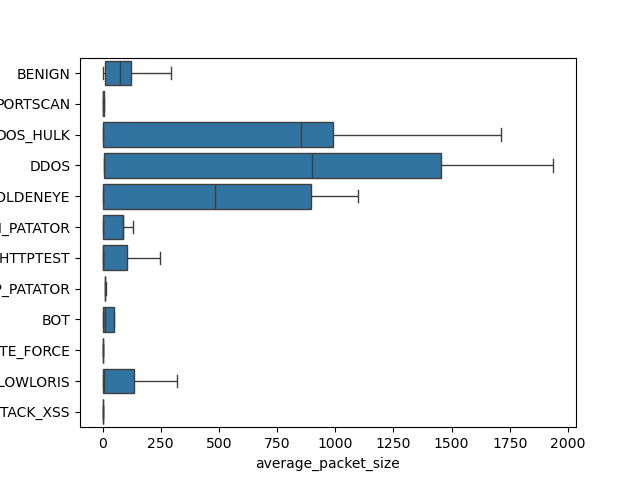 BENIGN
PORTSCAN
DOS_HULK
DDOS
OLDENEYE
I_PATATOR
HTTPTEST
P_PATATOR
BOT
TE_FORCE
LOWLORIS
TACK_XSS
0 250 500 750 1000 1250 1500 1750 2000
average_packet_size